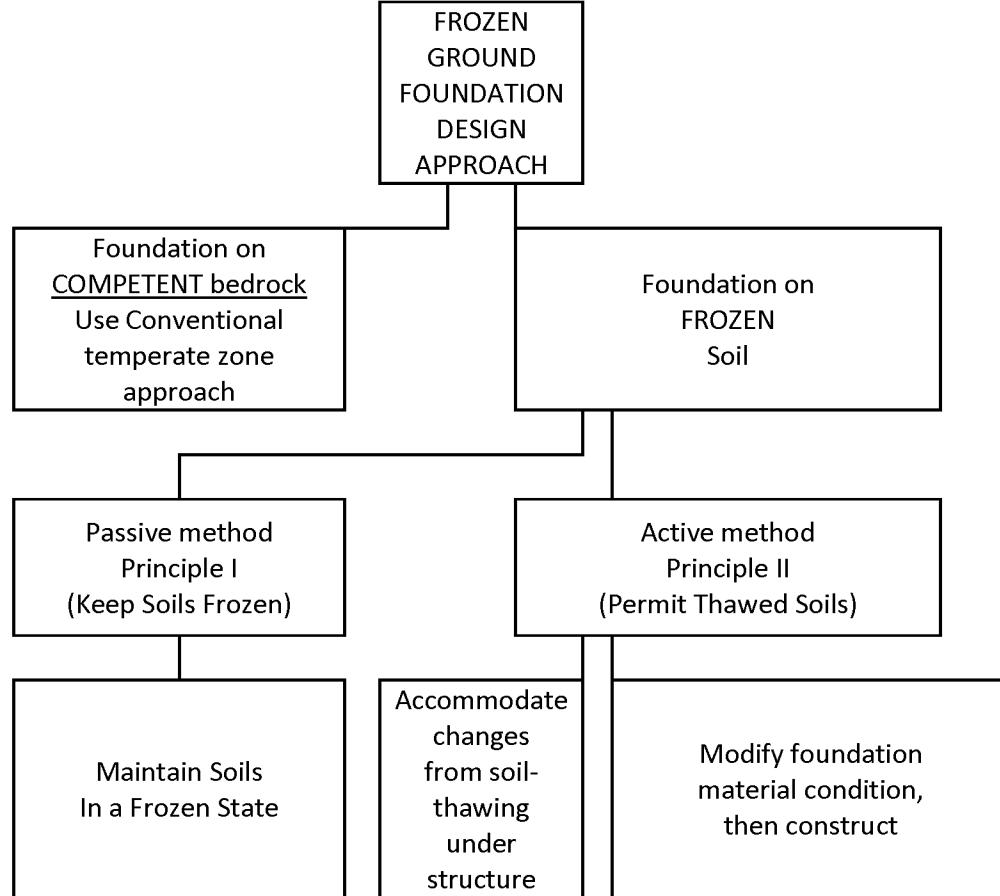 FROZEN
GROUND
FOUNDATION
DESIGN
APPROACH
Foundation on
COMPETENT bedrock
Use Conventional
temperate zone
approach
Foundation on
FROZEN
Soil
Passive method
Principle I
(Keep Soils Frozen)
Active method
Principle II
(Permit Thawed Soils)
Maintain Soils
In a Frozen State
Accommodate
changes
from soil-
thawing
under
structure
Modify foundation
material condition,
then construct